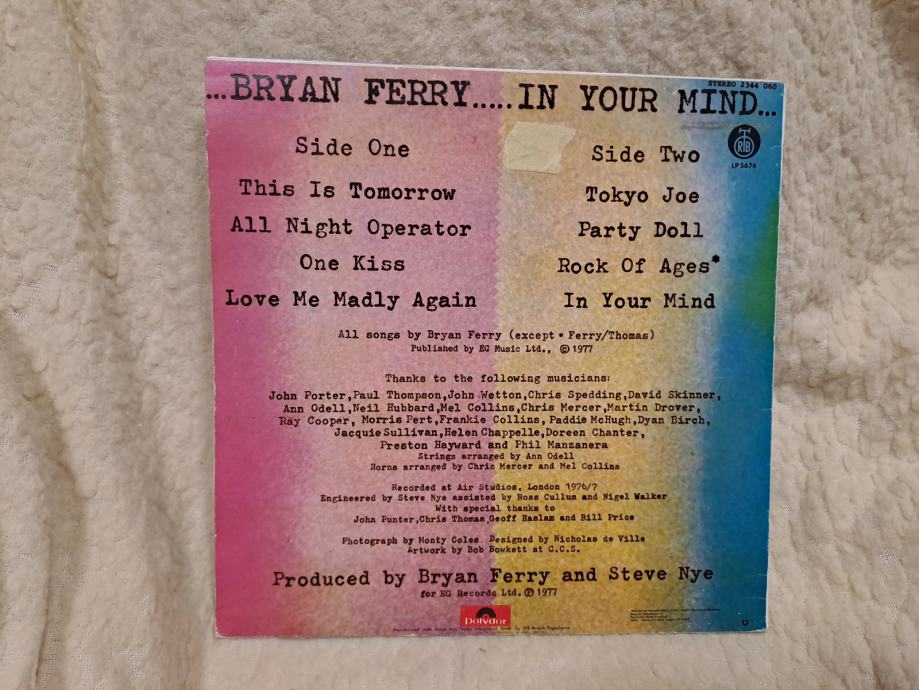 STEREO 2344 060
...BRYAN FERRY.....IN YOUR MIND...
RTB
LP 5674
Side One
This Is Tomorrow
All Night Operator
One Kiss
Love Me Madly Again
Side Two
Tokyo Joe
Party Doll
Rock Of Ages*
In Your Mind
All songs by Bryan Ferry (except * Ferry/Thomas)
Published by EG Music Ltd., © 1977
Thanks to the following musicians:
John Porter,Paul Thompson,John Wetton,Chris Spedding,David Skinner,
Ann Odell,Neil Hubbard,Mel Collins,Chris Mercer,Martin Drover,
Ray Cooper, Morris Pert,Frankie Collins, Paddie McHugh,Dyan Birch,
Jacquie Sullivan,Helen Chappelle,Doreen Chanter,
Preston Hayward and Phil Manzanera
Strings arranged by Ann Odell
Horns arranged by Chris Mercer and Mel Collins
Recorded at Air Studios, London 1976/7
Engineered by Steve Nye assisted by Ross Cullum and Nigel Walker
With special thanks to
John Punter,Chris Thomas,Geoff Haslam and Bill Price
Photograph by Monty Coles. Designed by Nicholas de Ville
Artwork by Bob Bowkett at C.C.S.
Produced by Bryan Ferry and Steve Nye
for EG Records Ltd. ℗ 1977
Polydor